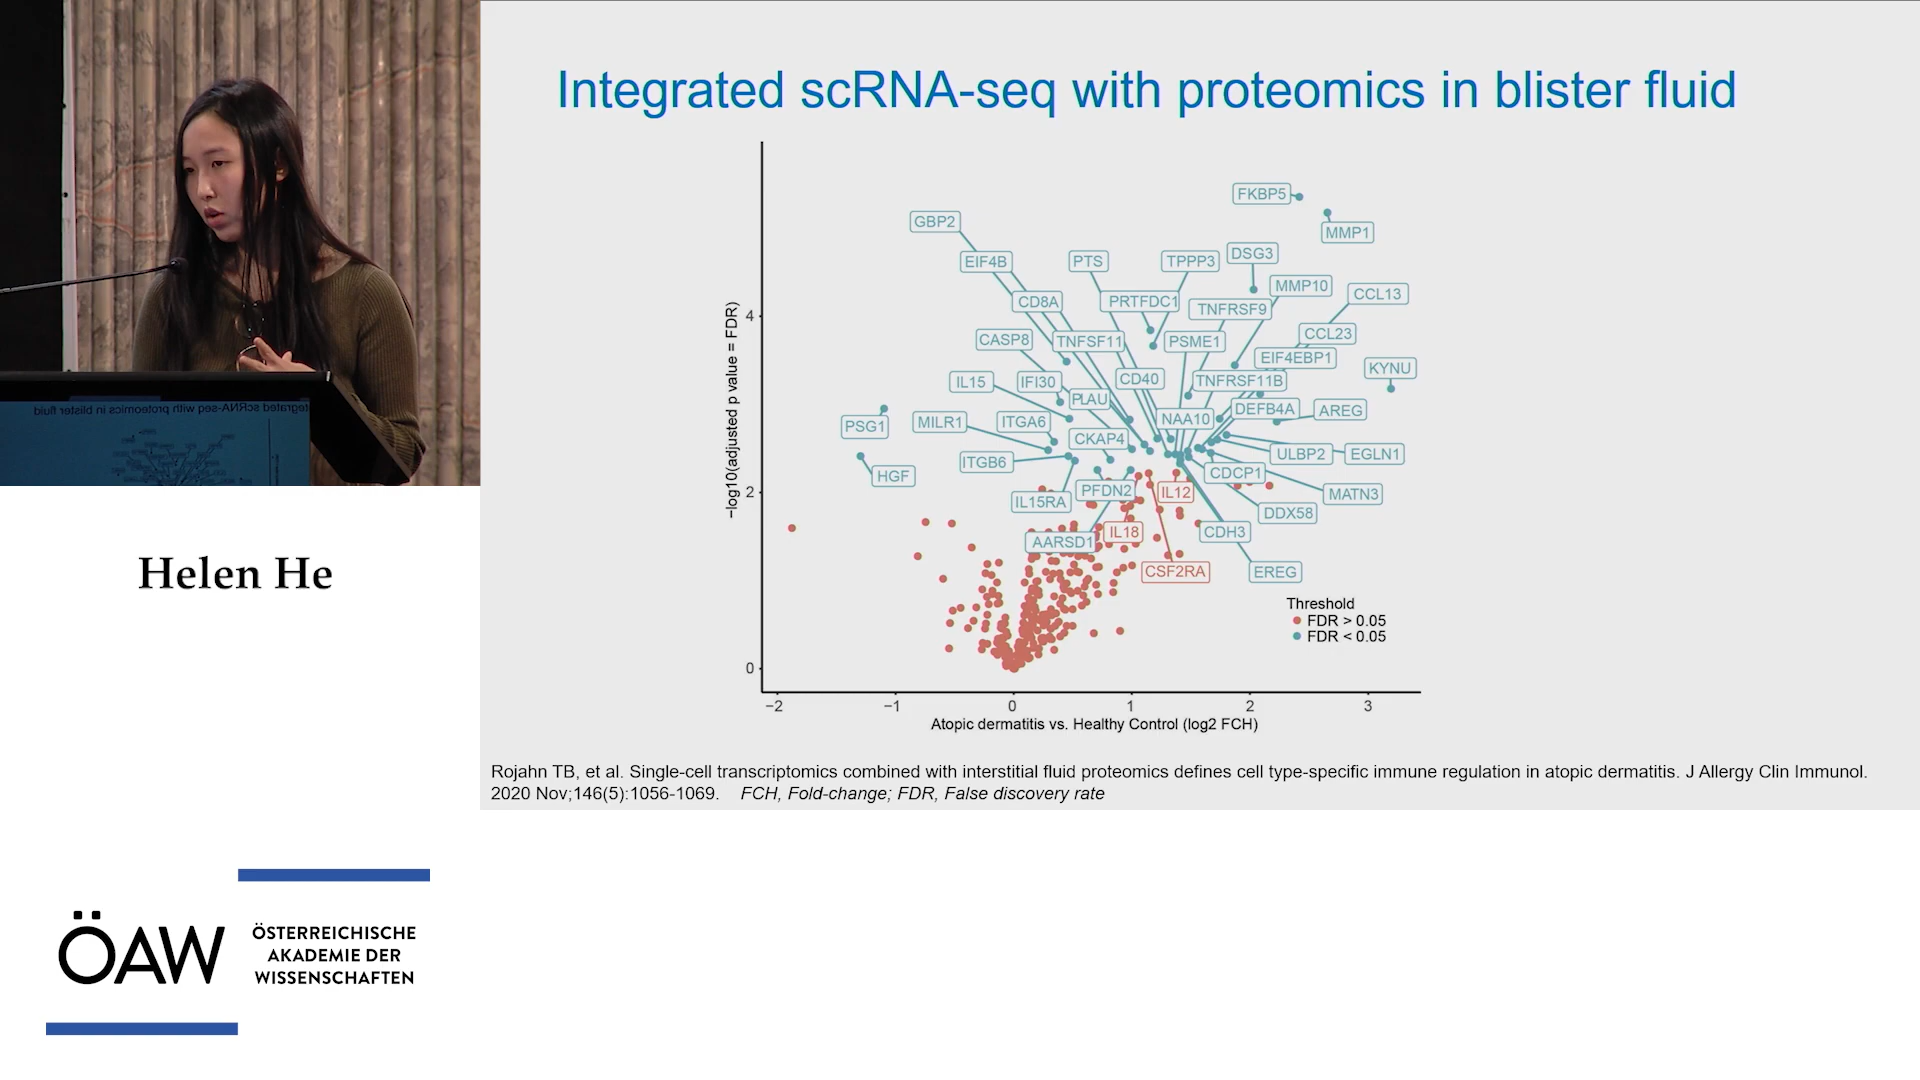 Integrated scRNA-seq with proteomics in blister fluid
FKBP5
GBP2
MMP1
DSG3
EIF4B
PTS
TPPP3
MMP10
CCL13
CD8A
PRTFDC1
TNFRSF9
CCL23
CASP8
TNFSF11
PSME1
EIF4EBP1
KYNU
IL15
IFI30
CD40
TNFRSF11B
PLAU
DEFB4A
AREG
PSG1
MILR1
ITGA6
NAA10
CKAP4
ULBP2
EGLN1
ITGB6
HGF
CDCP1
IL15RA
PFDN2
IL12
MATN3
DDX58
AARSD1
IL18
CDH3
CSF2RA
EREG
−log10(adjusted p value = FDR)
4
2
0
Threshold
FDR > 0.05
FDR < 0.05
−2 −1 0 1 2 3
Atopic dermatitis vs. Healthy Control (log2 FCH)
Rojahn TB, et al. Single-cell transcriptomics combined with interstitial fluid proteomics defines cell type-specific immune regulation in atopic dermatitis. J Allergy Clin Immunol.
2020 Nov;146(5):1056-1069. FCH, Fold-change; FDR, False discovery rate
Helen He
ÖAW
ÖSTERREICHISCHE
AKADEMIE DER
WISSENSCHAFTEN